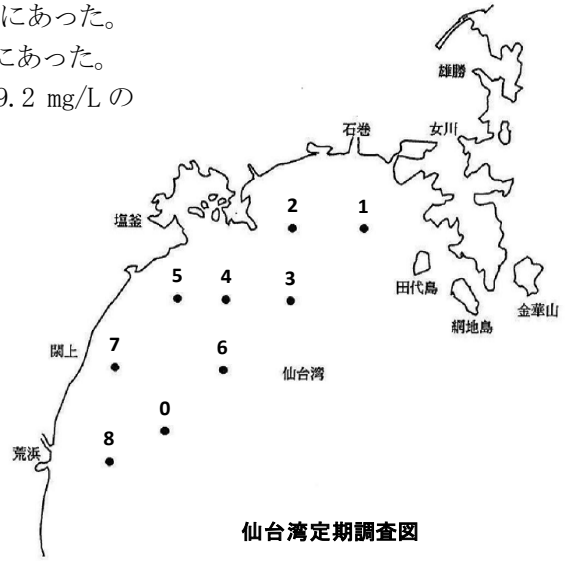 にあった。
にあった。
9.2 mg/L の
雄勝
石巻
女川
塩釜
2
1
5
4
3
田代島
金華山
網地島
閖上
7
6
仙台湾
0
荒浜
8
仙台湾定期調査図